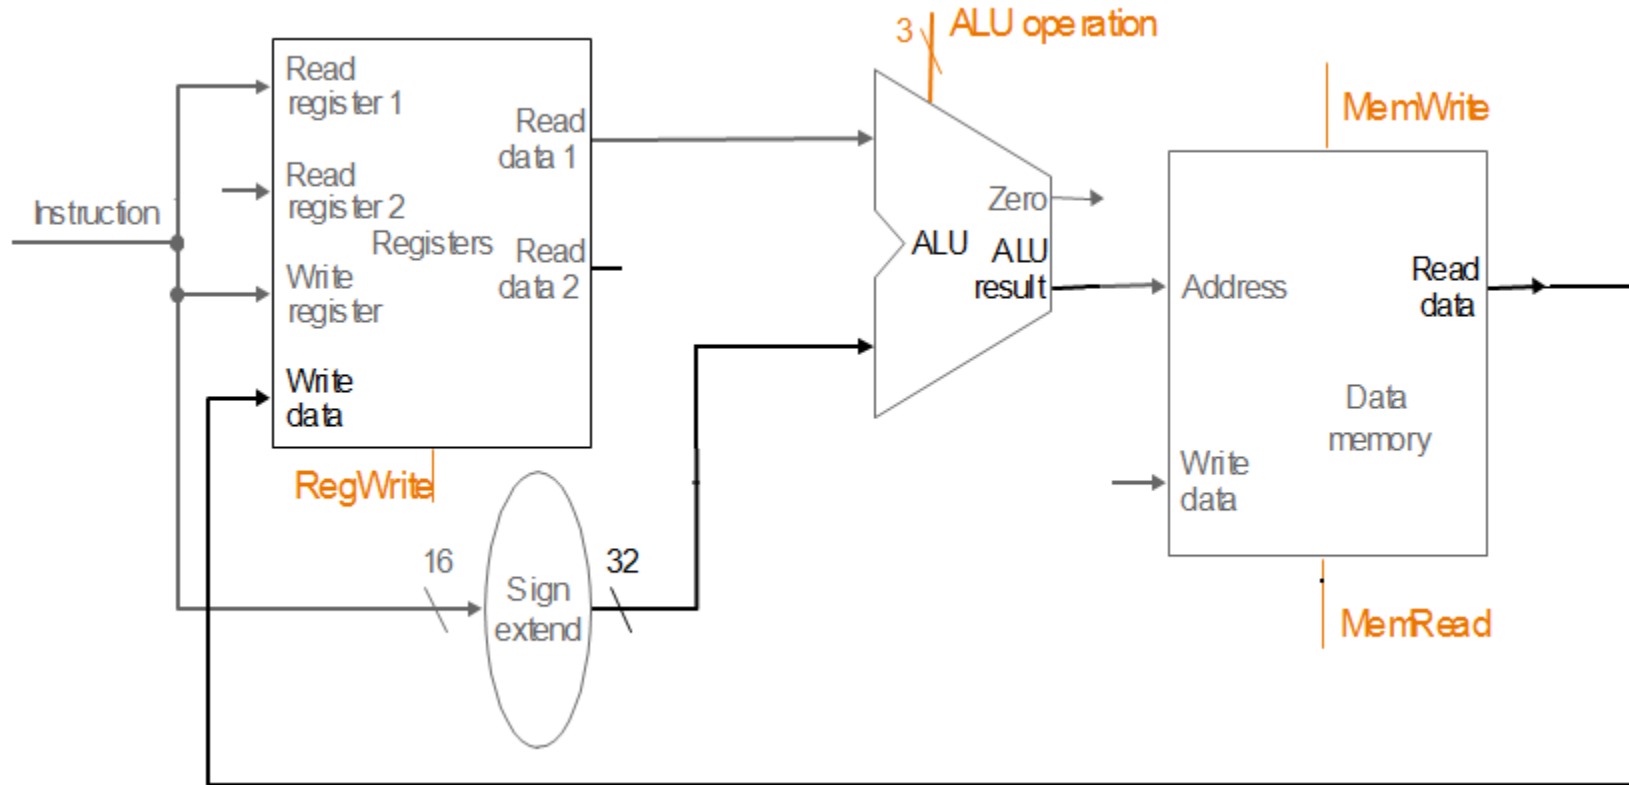 3
ALU operation
MemWrite
Read
register 1
Read
data 1
Read
register 2
Instruction
Registers
Read
data 2
Write
register
Write
data
RegWrite
Zero
ALU
ALU
result
Address
Read
data
Data
memory
Write
data
16
Sign
extend
32
MemRead